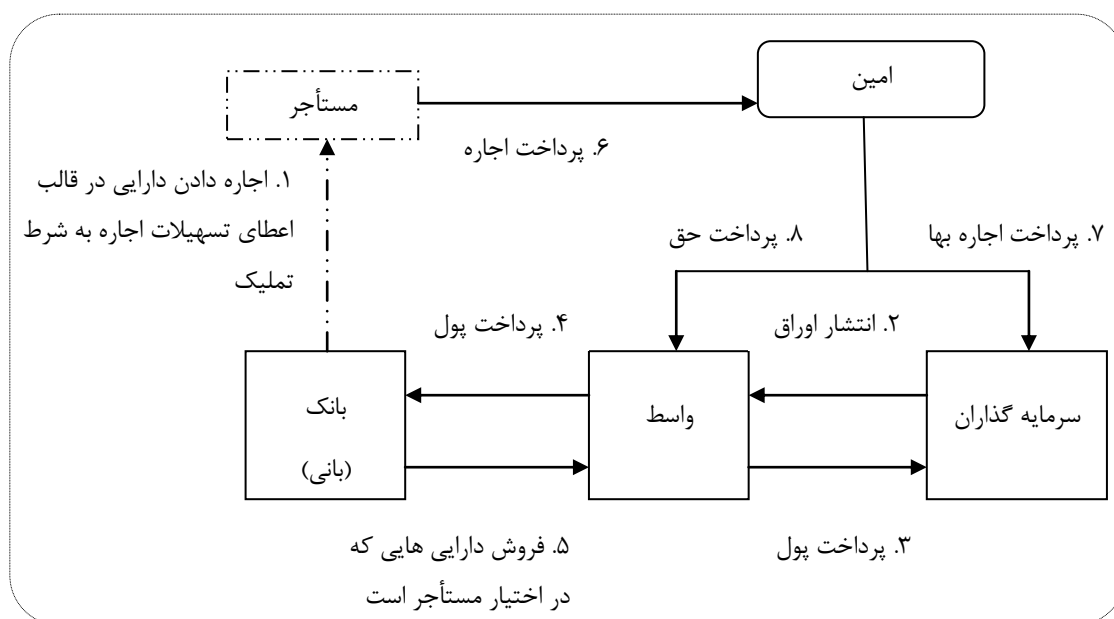 امین
مستأجر
۶. پرداخت اجاره
۱. اجاره دادن دارایی در قالب
اعطای تسهیلات اجاره به شرط
تملیک
۷. پرداخت اجاره بها
۸. پرداخت حق
۲. انتشار اوراق
۴. پرداخت پول
سرمایه گذاران
واسط
بانک
(بانی)
۳. پرداخت پول
۵. فروش دارایی هایی که
در اختیار مستأجر است